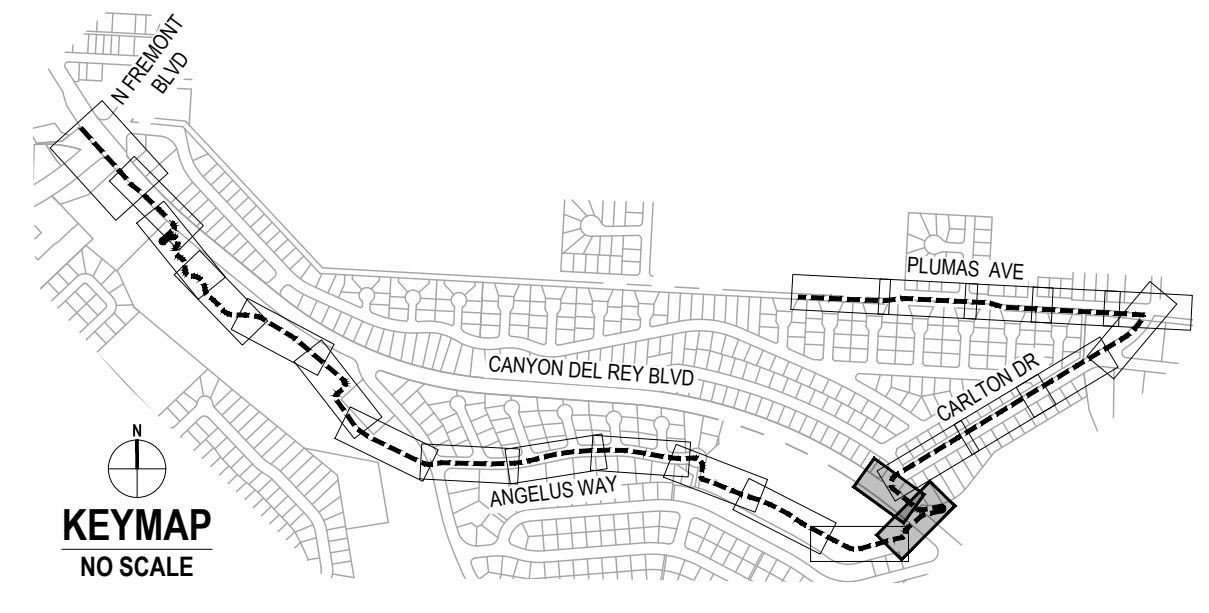 N FREMONT
BLVD
PLUMAS AVE
CANYON DEL REY BLVD
CARLTON DR
ANGELUS WAY
N
KEYMAP
NO SCALE